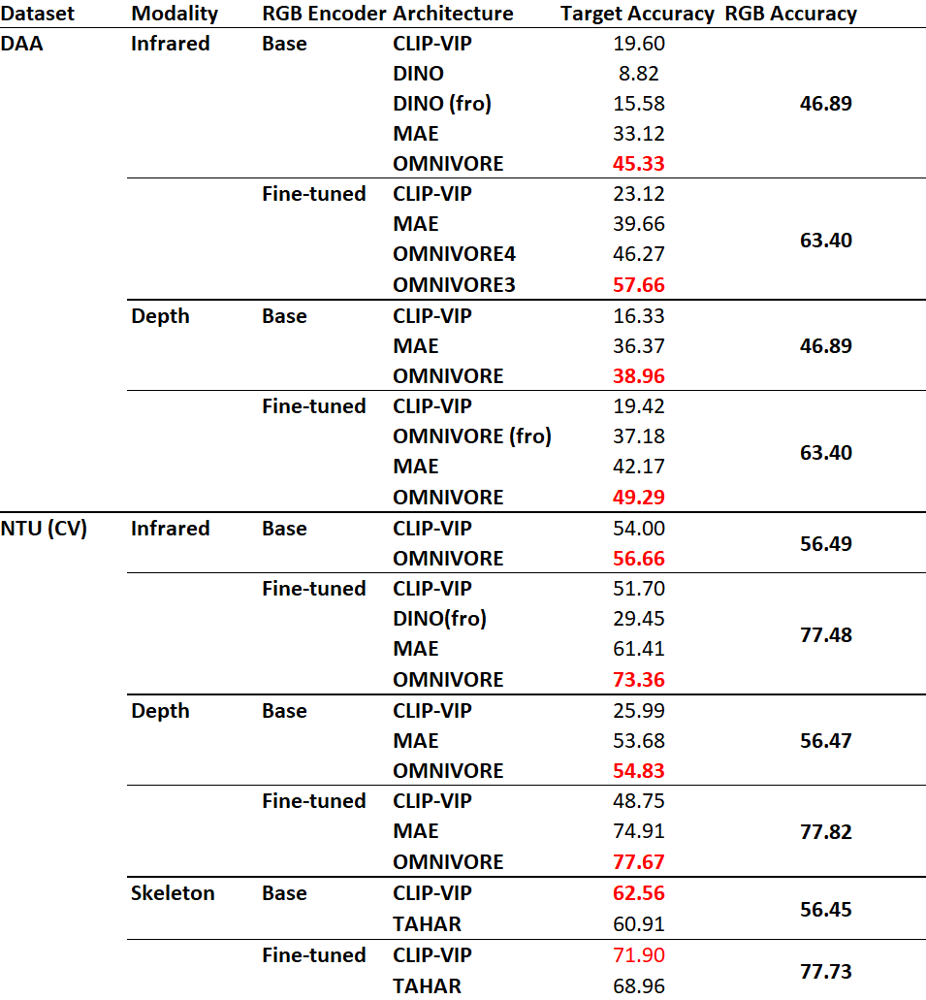 Dataset Modality RGB Encoder Architecture Target Accuracy RGB Accuracy
DAA Infrared Base CLIP-VIP 19.60
DINO 8.82
DINO (fro) 15.58 46.89
MAE 33.12
OMNIVORE 45.33
Fine-tuned CLIP-VIP 23.12
MAE 39.66
63.40
OMNIVORE4 46.27
OMNIVORE3 57.66
Depth Base CLIP-VIP 16.33
MAE 36.37 46.89
OMNIVORE 38.96
Fine-tuned CLIP-VIP 19.42
OMNIVORE (fro) 37.18
63.40
MAE 42.17
OMNIVORE 49.29
NTU (CV) Infrared Base CLIP-VIP 54.00
56.49
OMNIVORE 56.66
Fine-tuned CLIP-VIP 51.70
DINO(fro) 29.45
77.48
MAE 61.41
OMNIVORE 73.36
Depth Base CLIP-VIP 25.99
MAE 53.68 56.47
OMNIVORE 54.83
Fine-tuned CLIP-VIP 48.75
MAE 74.91 77.82
OMNIVORE 77.67
Skeleton Base CLIP-VIP 62.56
56.45
TAHAR 60.91
Fine-tuned CLIP-VIP 71.90
77.73
TAHAR 68.96